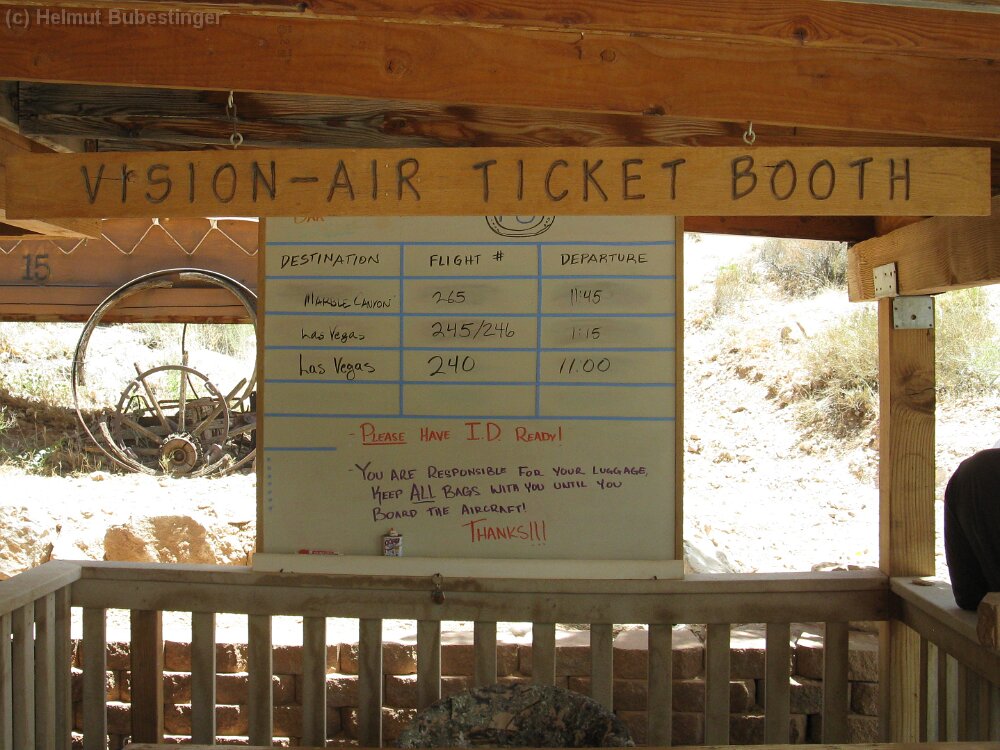 (c) Helmut Bubestinger
VISION-AIR TICKET BOOTH
15
DESTINATION FLIGHT # DEPARTURE
MARBLE CANYON 265 11:45
Las Vegas 245/246 1:15
Las Vegas 240 11:00
- PLEASE HAVE I.D. READY!
- YOU ARE RESPONSIBLE FOR YOUR LUGGAGE,
KEEP ALL BAGS WITH YOU UNTIL YOU
BOARD THE AIRCRAFT!
THANKS!!!